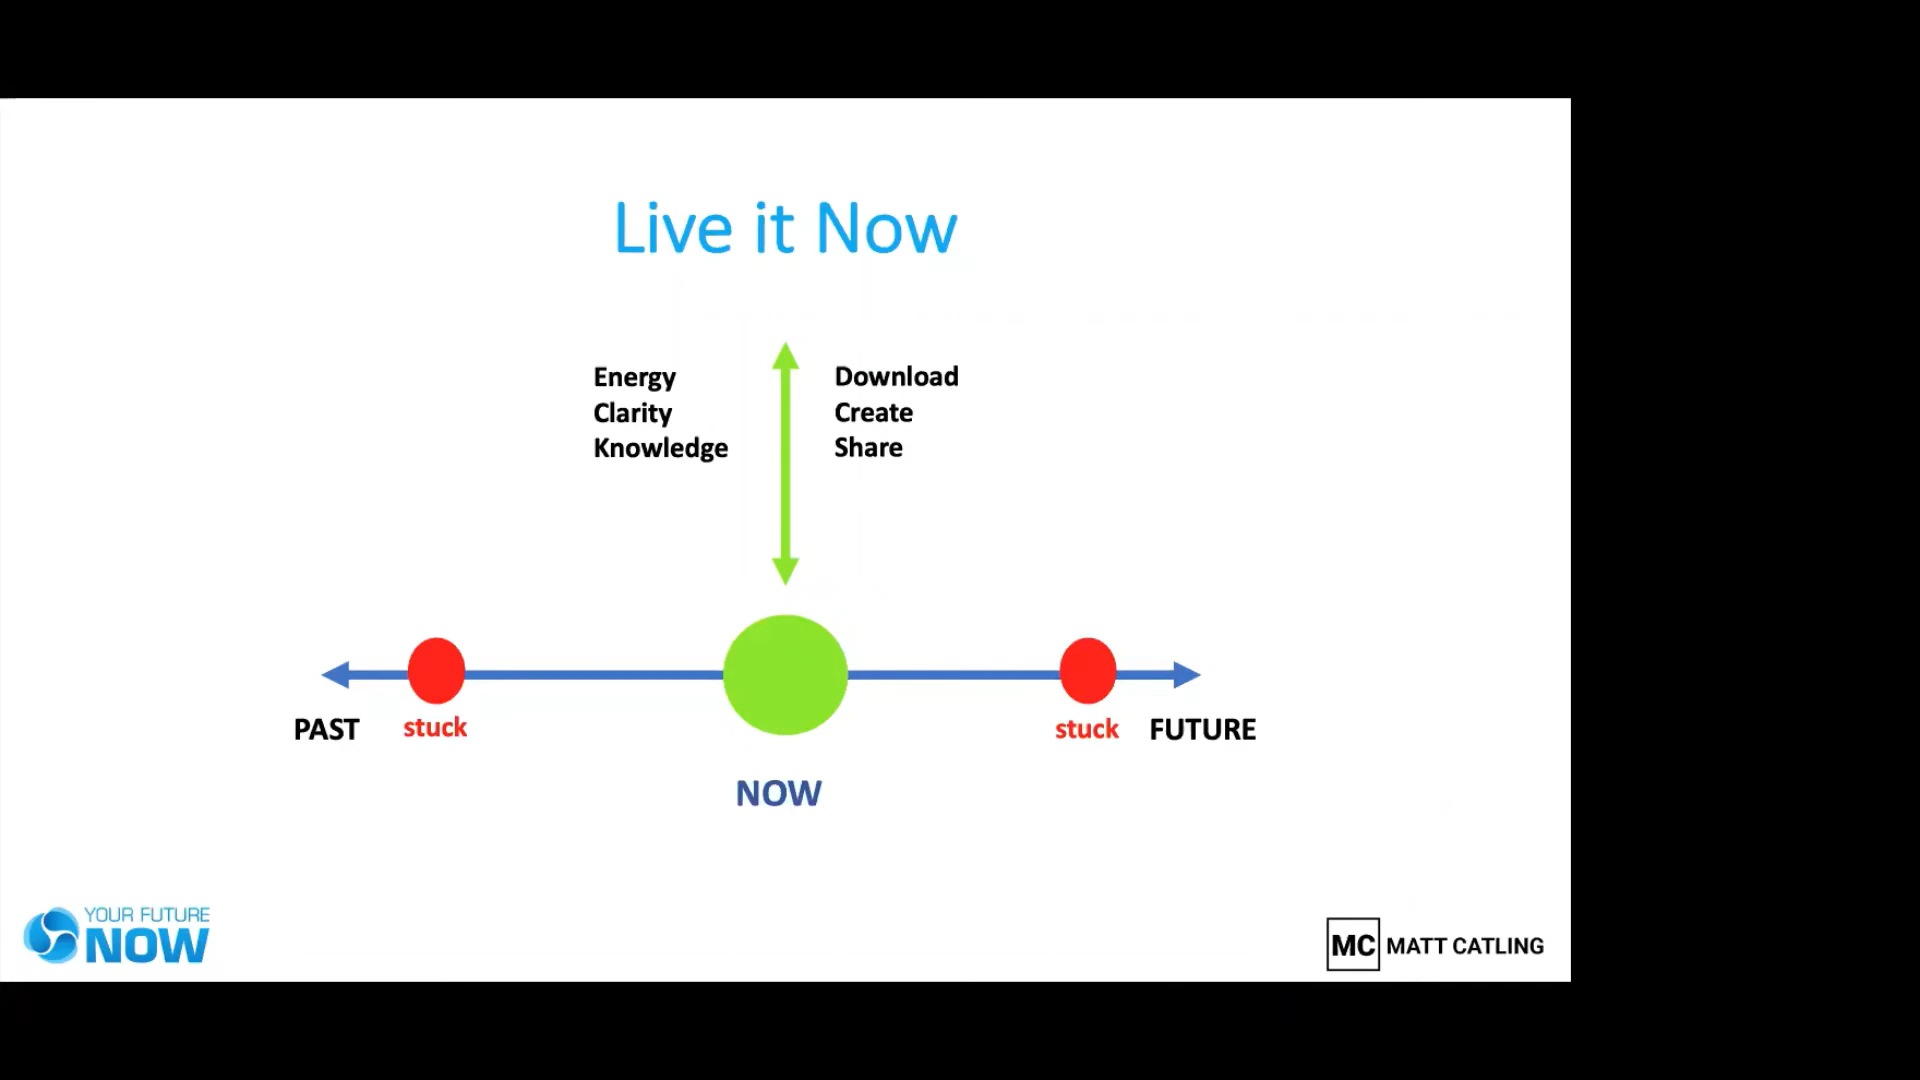 Live it Now
Energy
Clarity
Knowledge
Download
Create
Share
PAST
stuck
stuck
FUTURE
NOW
YOUR FUTURE
NOW
MC MATT CATLING